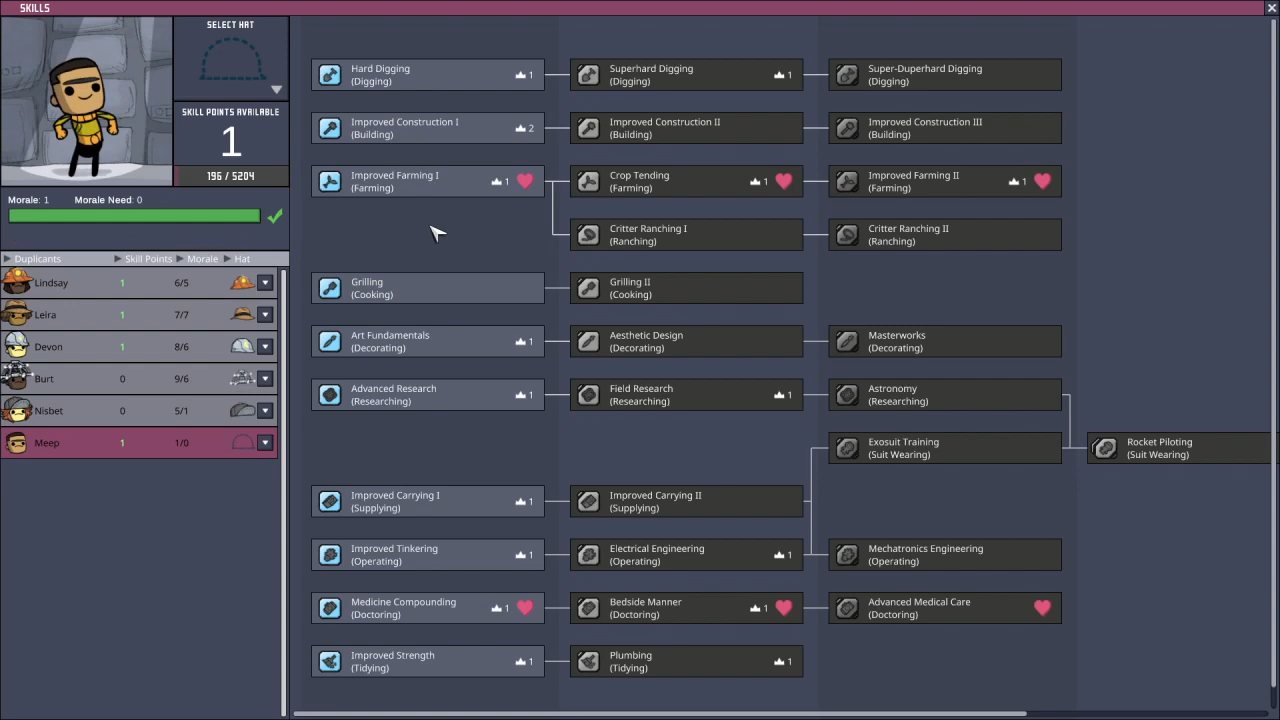 SKILLS
SELECT HAT
SKILL POINTS AVAILABLE
1
196 / 5204
Morale: 1 Morale Need: 0
Duplicants Skill Points Morale Hat
Lindsay 1 6/5
Leira 1 7/7
Devon 1 8/6
Burt 0 9/6
Nisbet 0 5/1
Meep 1 1/0
Hard Digging
(Digging)
1
Superhard Digging
(Digging)
1
Super-Duperhard Digging
(Digging)
Improved Construction I
(Building)
2
Improved Construction II
(Building)
Improved Construction III
(Building)
Improved Farming I
(Farming)
1
Crop Tending
(Farming)
1
Improved Farming II
(Farming)
1
Critter Ranching I
(Ranching)
Critter Ranching II
(Ranching)
Grilling
(Cooking)
Grilling II
(Cooking)
Art Fundamentals
(Decorating)
1
Aesthetic Design
(Decorating)
Masterworks
(Decorating)
Advanced Research
(Researching)
1
Field Research
(Researching)
1
Astronomy
(Researching)
Exosuit Training
(Suit Wearing)
Rocket Piloting
(Suit Wearing)
Improved Carrying I
(Supplying)
1
Improved Carrying II
(Supplying)
Improved Tinkering
(Operating)
1
Electrical Engineering
(Operating)
1
Mechatronics Engineering
(Operating)
Medicine Compounding
(Doctoring)
1
Bedside Manner
(Doctoring)
1
Advanced Medical Care
(Doctoring)
Improved Strength
(Tidying)
1
Plumbing
(Tidying)
1